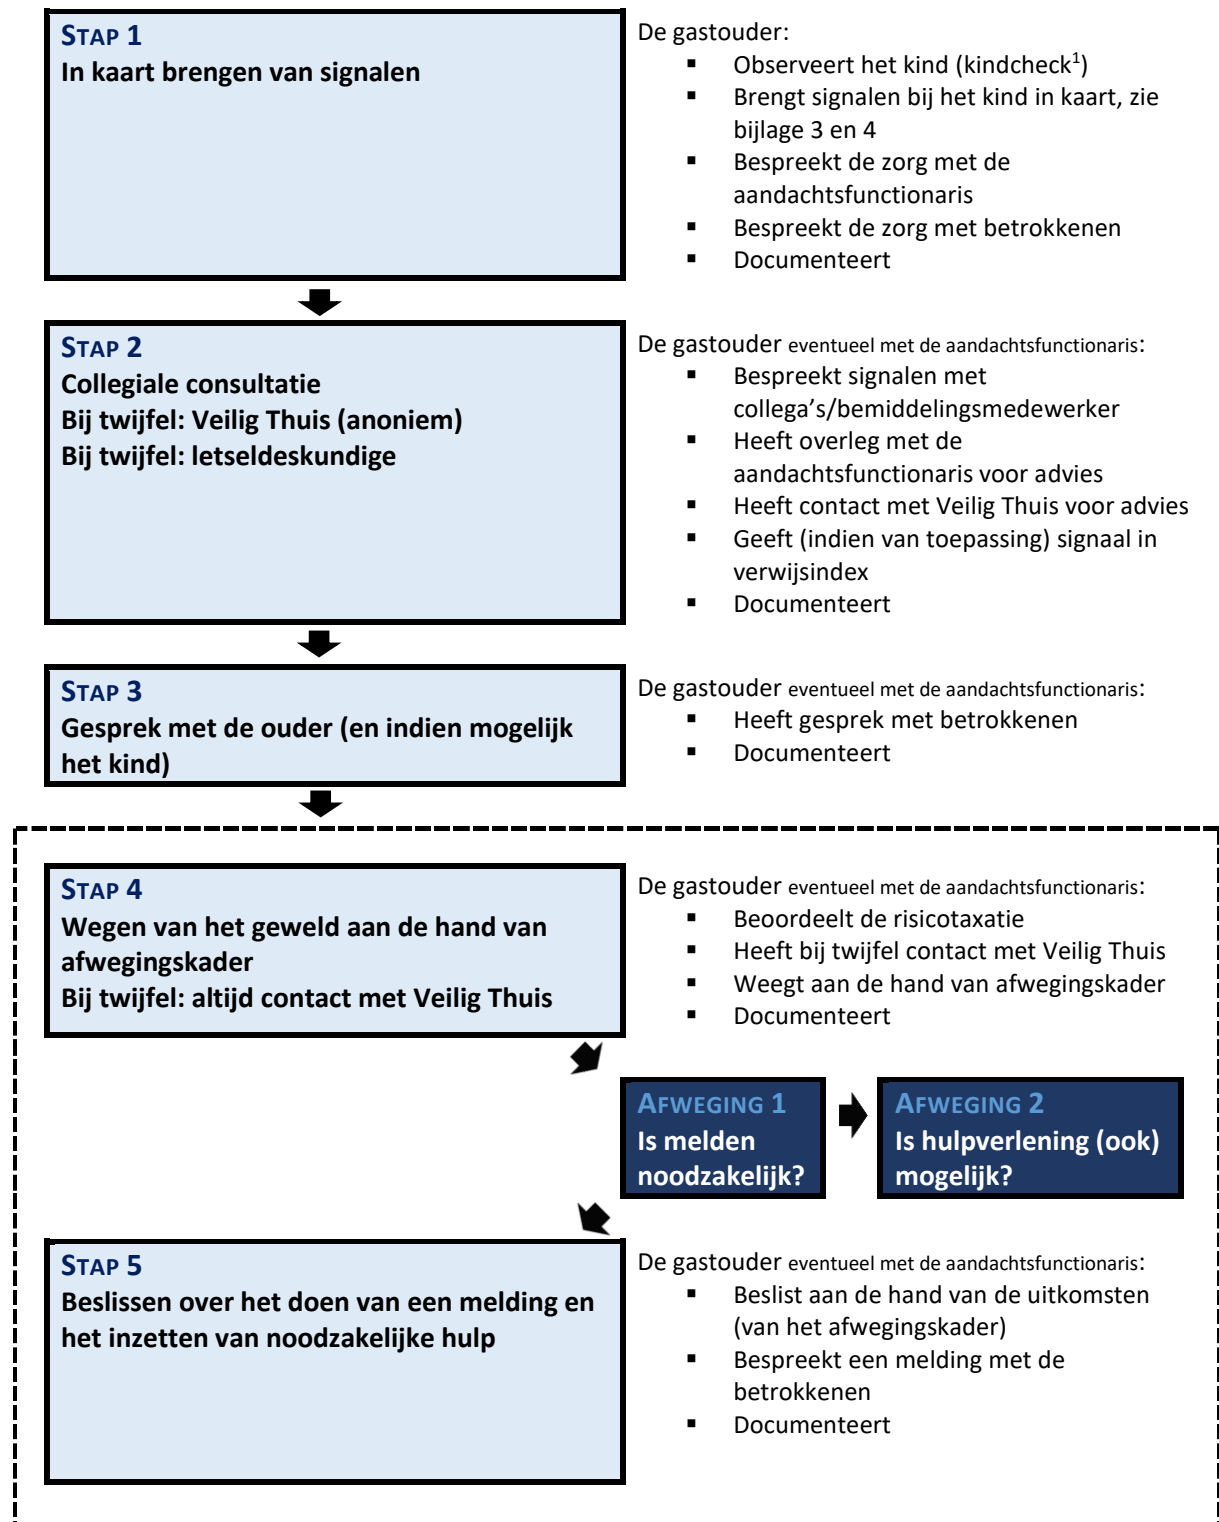 STAP 1
In kaart brengen van signalen
De gastouder:
▪ Observeert het kind (kindcheck¹)
▪ Brengt signalen bij het kind in kaart, zie
bijlage 3 en 4
▪ Bespreekt de zorg met de
aandachtsfunctionaris
▪ Bespreekt de zorg met betrokkenen
▪ Documenteert
STAP 2
Collegiale consultatie
Bij twijfel: Veilig Thuis (anoniem)
Bij twijfel: letseldeskundige
De gastouder eventueel met de aandachtsfunctionaris:
▪ Bespreekt signalen met
collega's/bemiddelingsmedewerker
▪ Heeft overleg met de
aandachtsfunctionaris voor advies
▪ Heeft contact met Veilig Thuis voor advies
▪ Geeft (indien van toepassing) signaal in
verwijsindex
▪ Documenteert
STAP 3
Gesprek met de ouder (en indien mogelijk
het kind)
De gastouder eventueel met de aandachtsfunctionaris:
▪ Heeft gesprek met betrokkenen
▪ Documenteert
STAP 4
Wegen van het geweld aan de hand van
afwegingskader
Bij twijfel: altijd contact met Veilig Thuis
De gastouder eventueel met de aandachtsfunctionaris:
▪ Beoordeelt de risicotaxatie
▪ Heeft bij twijfel contact met Veilig Thuis
▪ Weegt aan de hand van afwegingskader
▪ Documenteert
AFWEGING 1
Is melden
noodzakelijk?
AFWEGING 2
Is hulpverlening (ook)
mogelijk?
STAP 5
Beslissen over het doen van een melding en
het inzetten van noodzakelijke hulp
De gastouder eventueel met de aandachtsfunctionaris:
▪ Beslist aan de hand van de uitkomsten
(van het afwegingskader)
▪ Bespreekt een melding met de
betrokkenen
▪ Documenteert